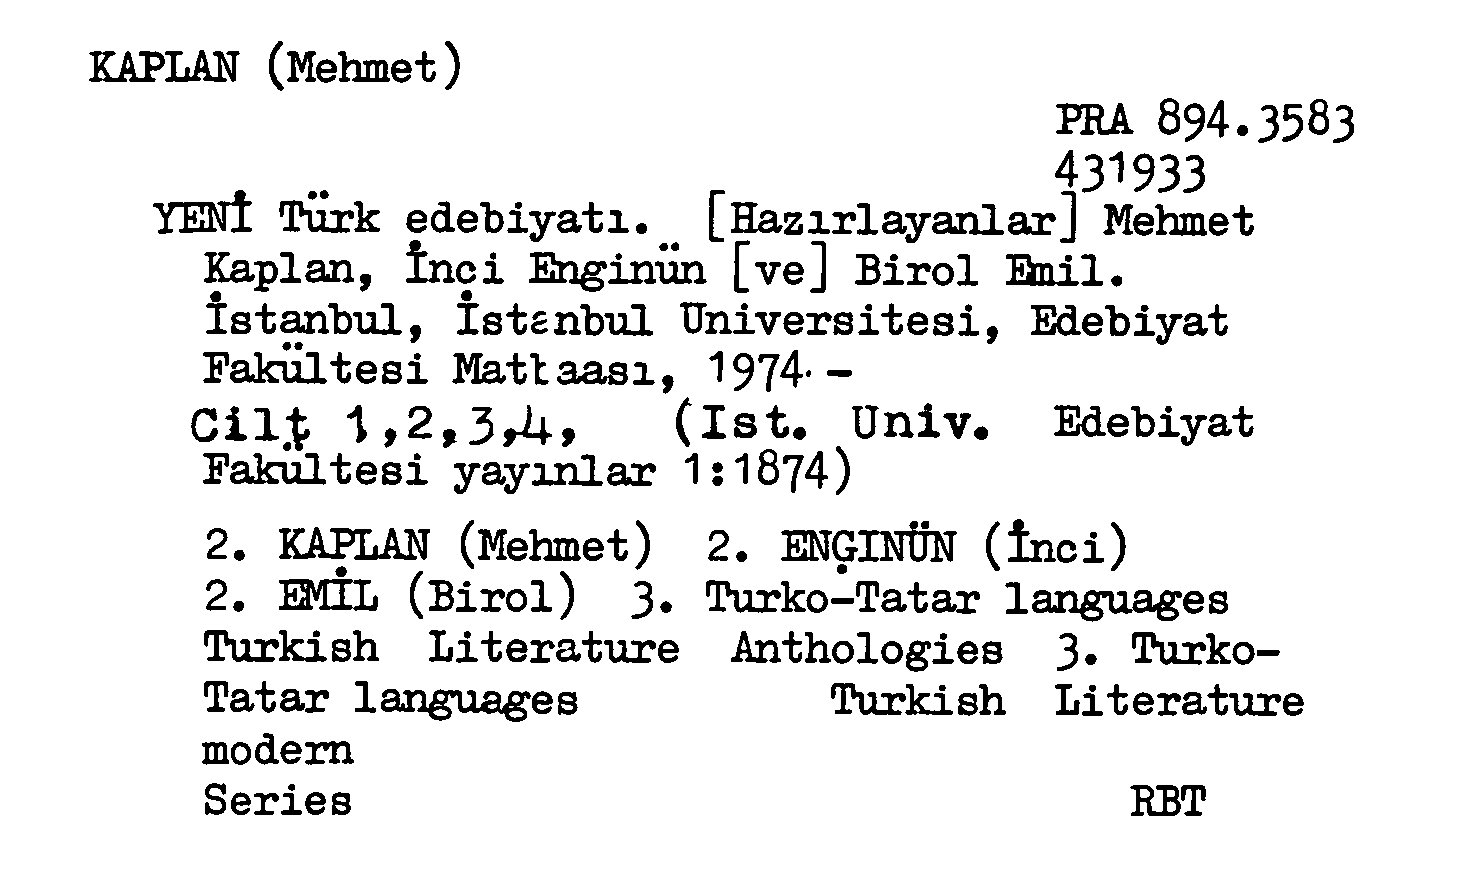 KAPLAN (Mehmet)
PRA 894.3583
431933
YENİ Türk edebiyatı. [Hazırlayanlar] Mehmet
Kaplan, İnci Enginün [ve] Birol Emil.
İstanbul, İstanbul Universitesi, Edebiyat
Fakültesi Matbaası, 1974. -
Cilt 1,2,3,4, (Ist. Univ. Edebiyat
Fakültesi yayınlar 1:1874)
2. KAPLAN (Mehmet) 2. ENGINÜN (İnci)
2. EMİL (Birol) 3. Turko-Tatar languages
Turkish Literature Anthologies 3. Turko-
Tatar languages Turkish Literature
modern
Series RBT